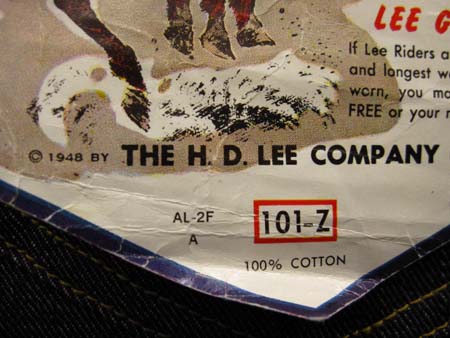 LEE G
If Lee Riders a
and longest w
worn, you ma
FREE or your
© 1948 BY THE H. D. LEE COMPANY
AL-2F
A
101-Z
100% COTTON